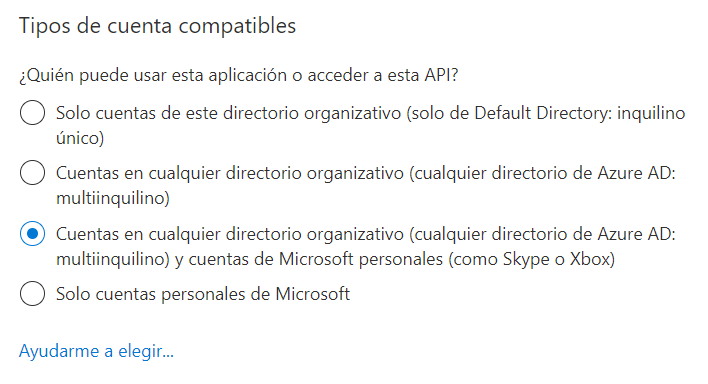 Tipos de cuenta compatibles
¿Quién puede usar esta aplicación o acceder a esta API?
Solo cuentas de este directorio organizativo (solo de Default Directory: inquilino
único)
Cuentas en cualquier directorio organizativo (cualquier directorio de Azure AD:
multiinquilino)
Cuentas en cualquier directorio organizativo (cualquier directorio de Azure AD:
multiinquilino) y cuentas de Microsoft personales (como Skype o Xbox)
Solo cuentas personales de Microsoft
Ayudarme a elegir...